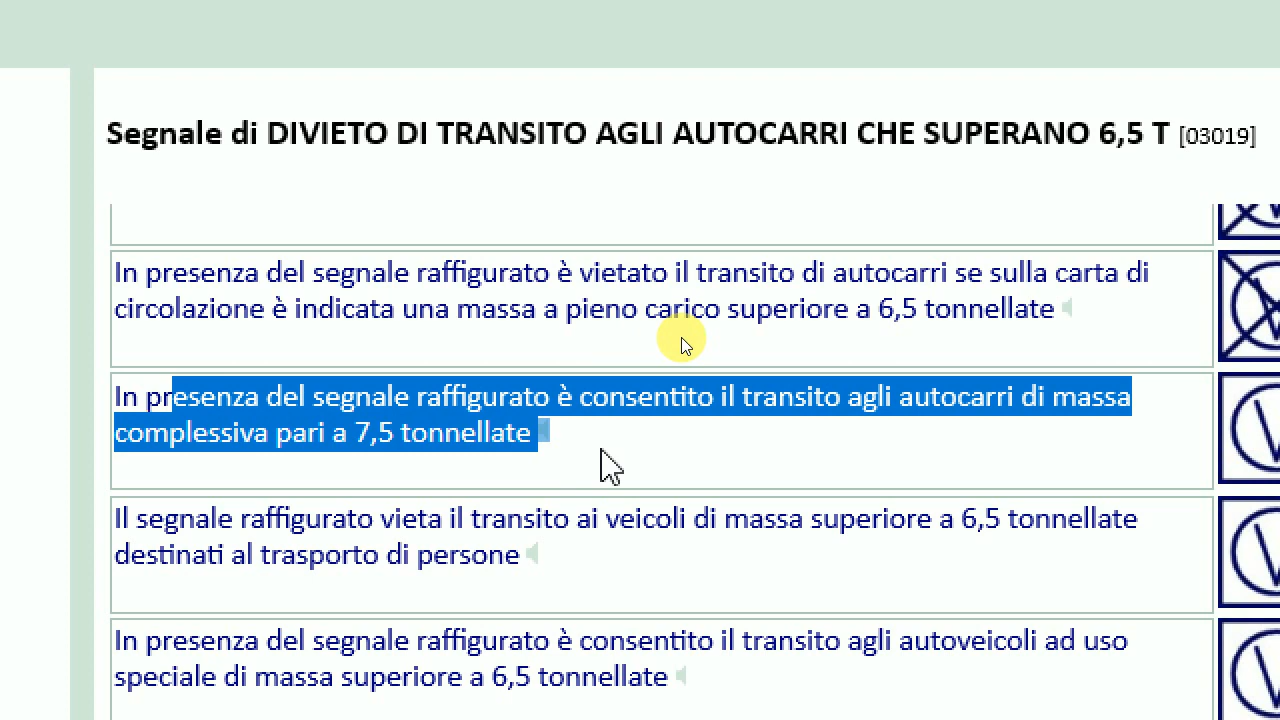 Segnale di DIVIETO DI TRANSITO AGLI AUTOCARRI CHE SUPERANO 6,5 T [03019]
In presenza del segnale raffigurato è vietato il transito di autocarri se sulla carta di
circolazione è indicata una massa a pieno carico superiore a 6,5 tonnellate
In presenza del segnale raffigurato è consentito il transito agli autocarri di massa
complessiva pari a 7,5 tonnellate
Il segnale raffigurato vieta il transito ai veicoli di massa superiore a 6,5 tonnellate
destinati al trasporto di persone
In presenza del segnale raffigurato è consentito il transito agli autoveicoli ad uso
speciale di massa superiore a 6,5 tonnellate